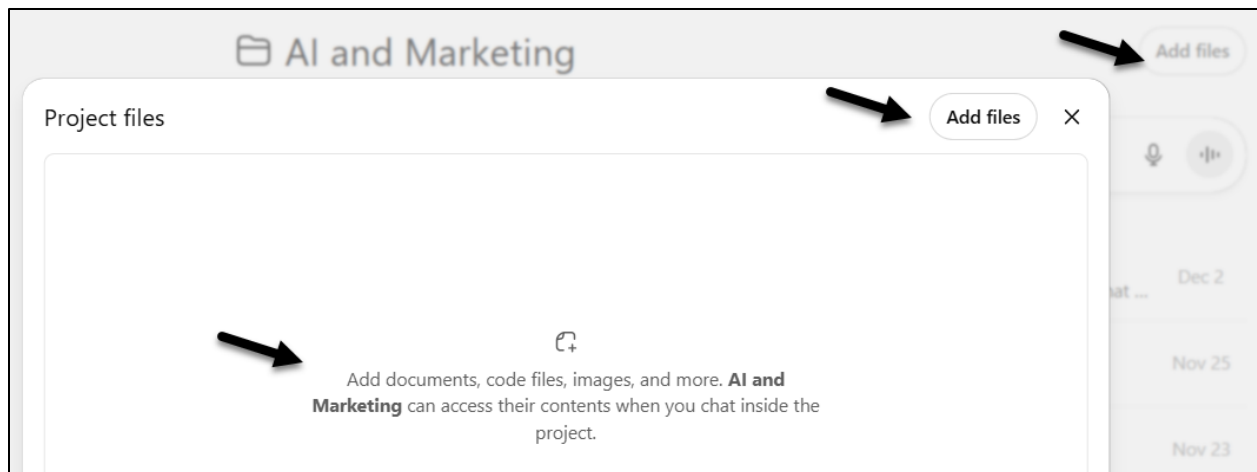 AI and Marketing
Add files
Project files
Add files
Dec 2
Add documents, code files, images, and more. AI and
Marketing can access their contents when you chat inside the
project.
Nov 25
Nov 23